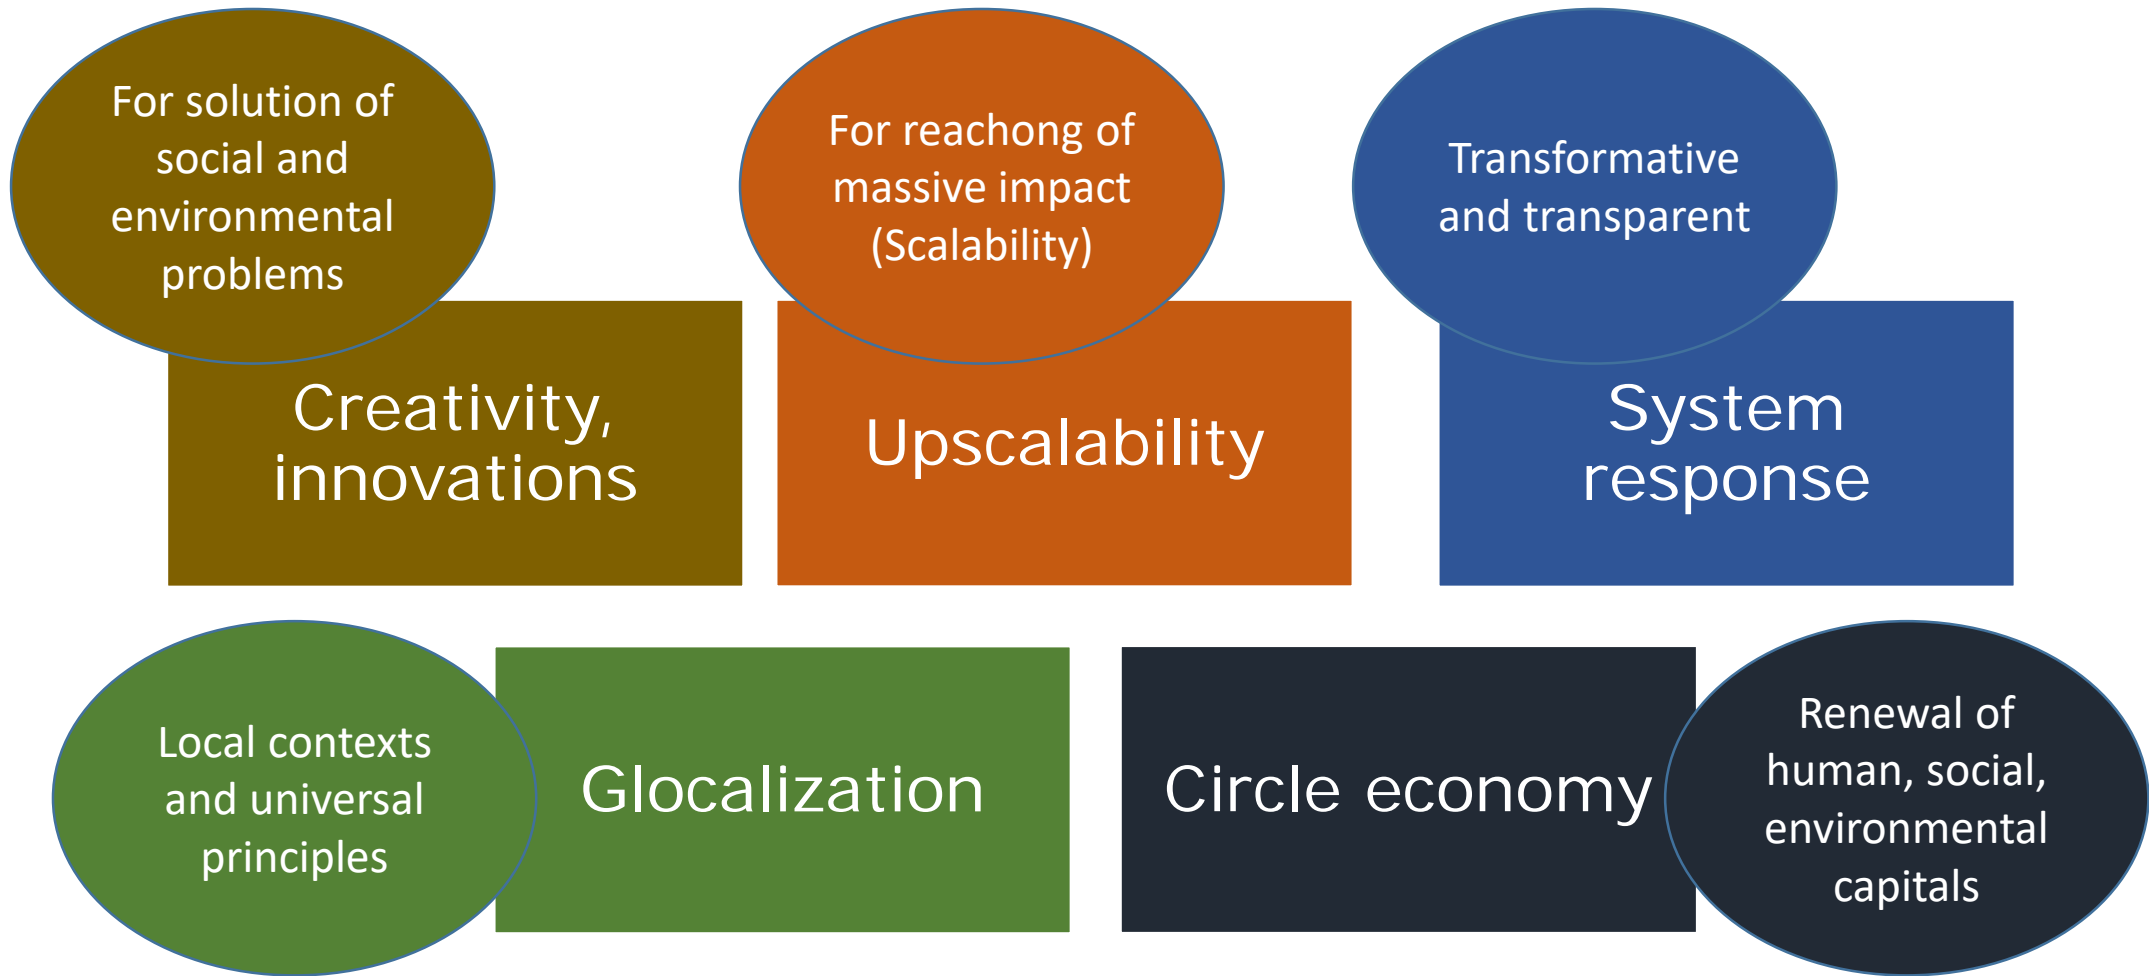 For solution of
social and
environmental
problems
Creativity,
innovations
For reachong of
massive impact
(Scalability)
Upscalability
Transformative
and transparent
System
response
Local contexts
and universal
principles
Glocalization
Circle economy
Renewal of
human, social,
environmental
capitals